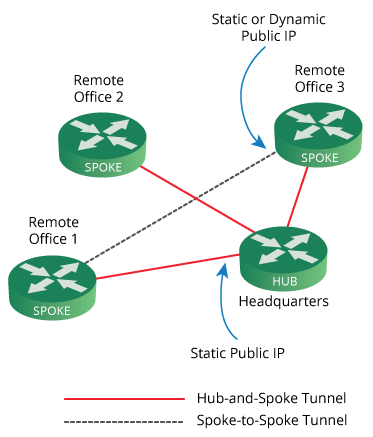 Static or Dynamic
Public IP
Remote
Office 3
Remote
Office 2
SPOKE
SPOKE
Remote
Office 1
SPOKE
HUB
Headquarters
Static Public IP
Hub-and-Spoke Tunnel
Spoke-to-Spoke Tunnel